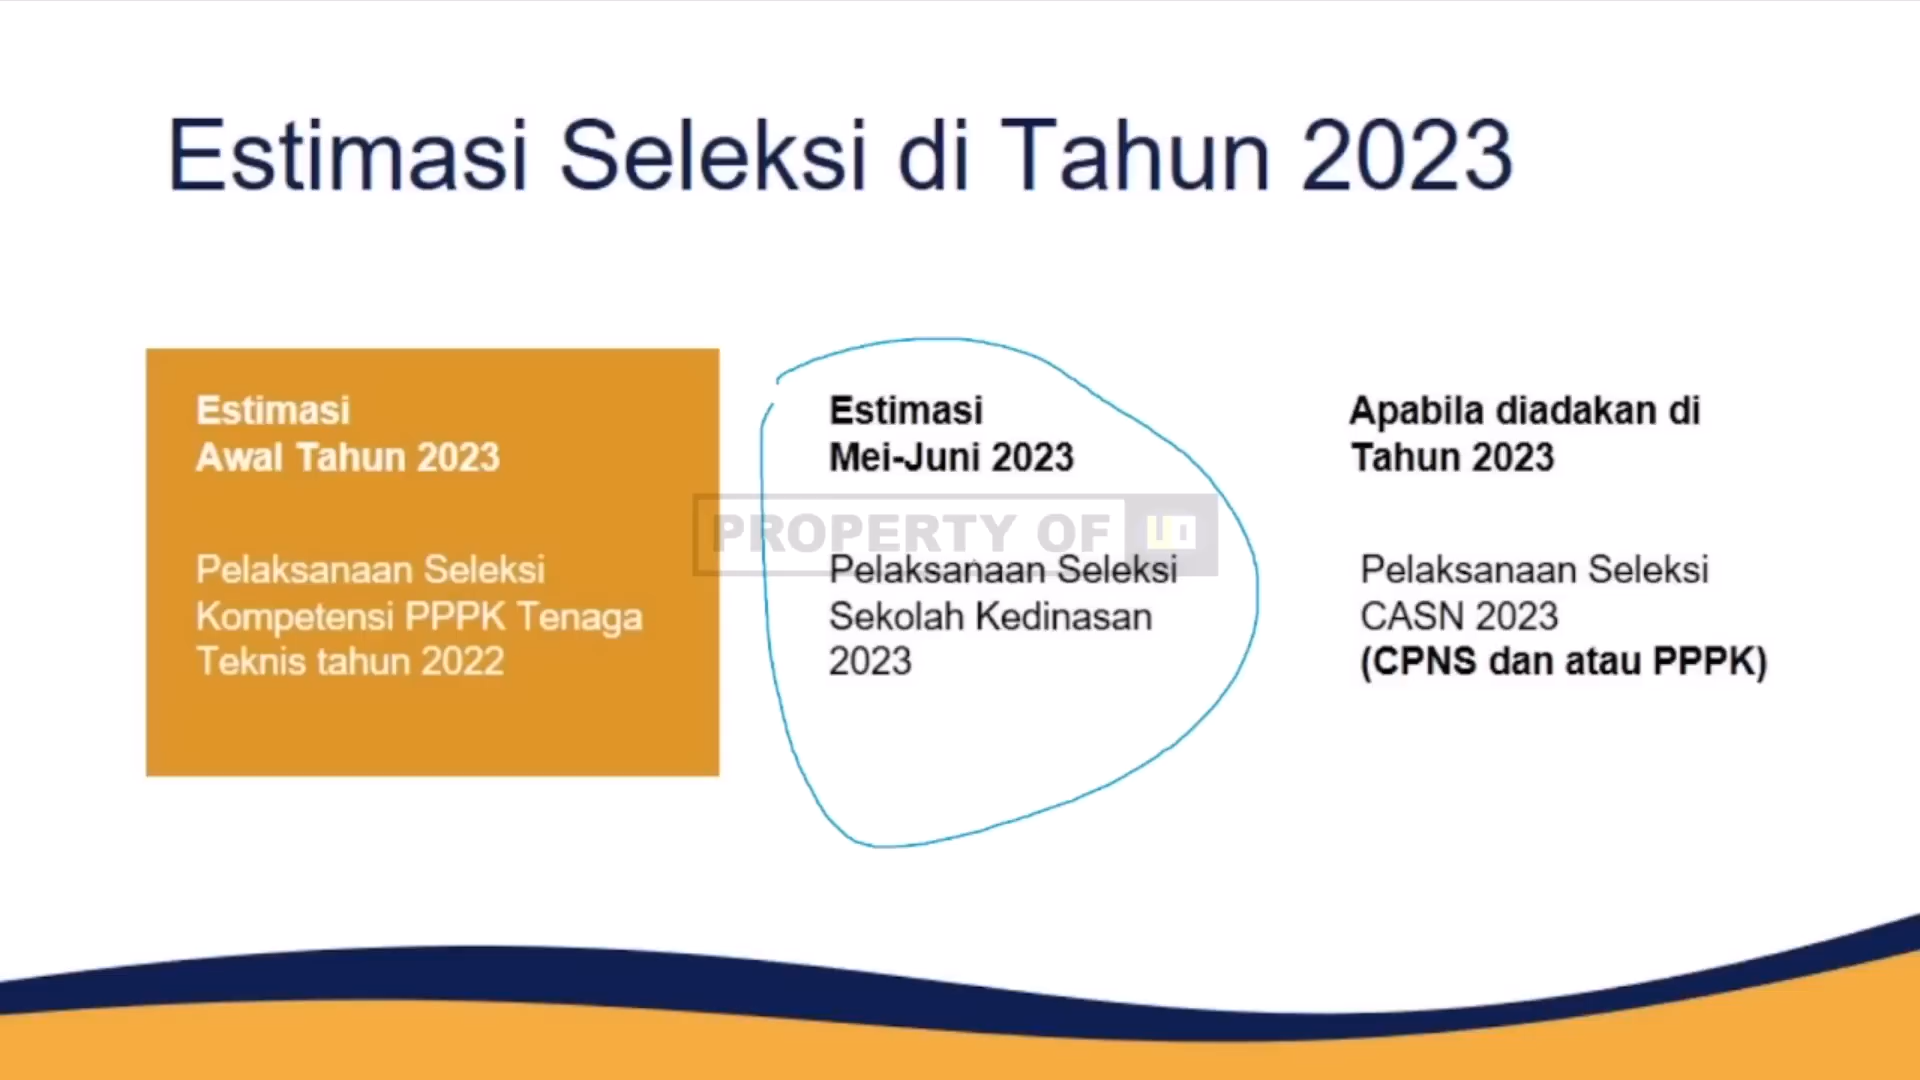 Estimasi Seleksi di Tahun 2023
Estimasi
Awal Tahun 2023
Pelaksanaan Seleksi
Kompetensi PPPK Tenaga
Teknis tahun 2022
Estimasi
Mei-Juni 2023
PROPERTY OF
Pelaksanaan Seleksi
Sekolah Kedinasan
2023
Apabila diadakan di
Tahun 2023
Pelaksanaan Seleksi
CASN 2023
(CPNS dan atau PPPK)